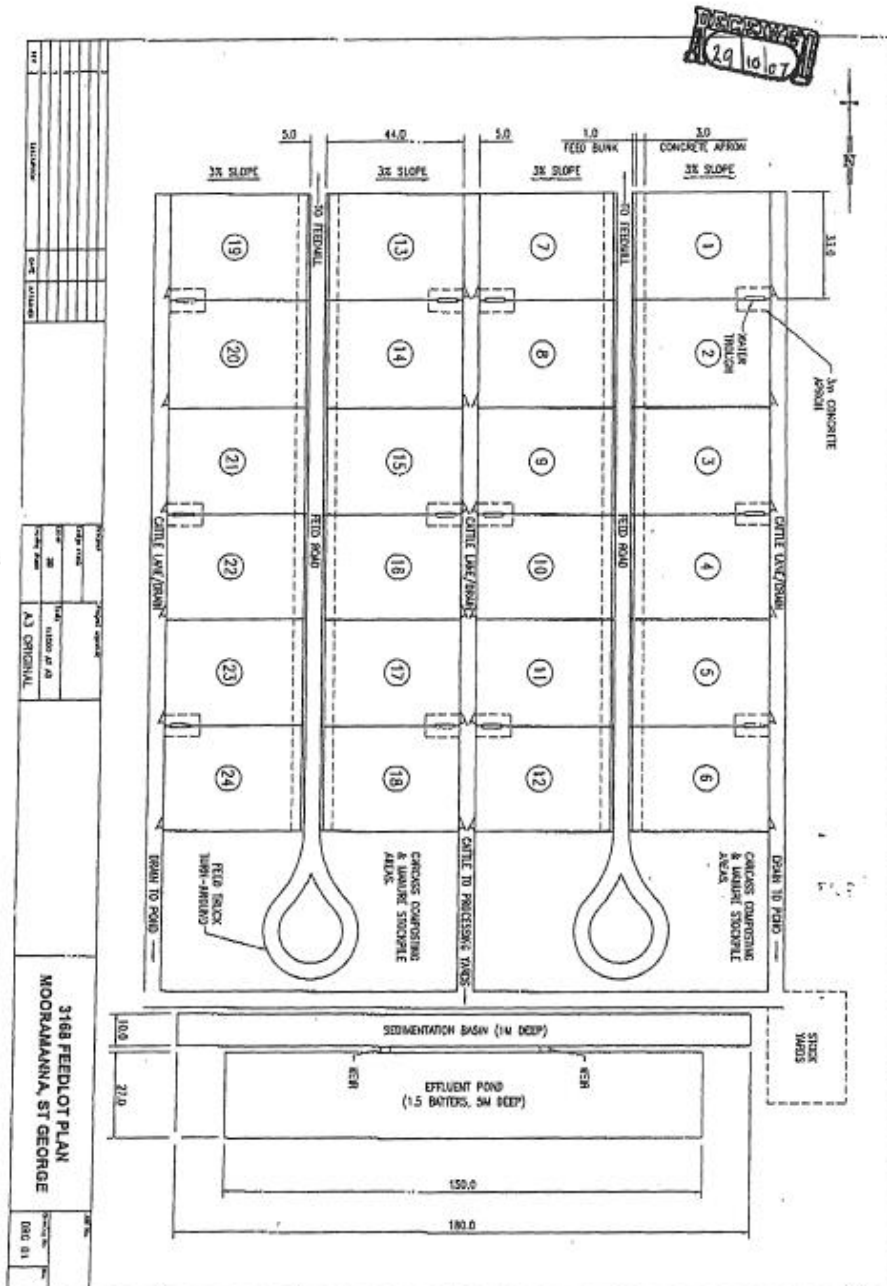 RECEIVED
29 10 07
N
5.0
44.0
5.0
1.0
FEED BUNK
3.0
CONCRETE APRON
3% SLOPE
3% SLOPE
3% SLOPE
3% SLOPE
33.0
TO FEEDMILL
TO FEEDMILL
19
13
7
1
WATER
TROUGH
3m CONCRETE
APRON
20
14
8
2
21
15
9
3
CATTLE LANE/DRAIN
FEED ROAD
CATTLE LANE/DRAIN
FEED ROAD
CATTLE LANE/DRAIN
22
16
10
4
23
17
11
5
24
18
12
6
DRAIN TO POND
FEED TRUCK
TURN-AROUND
CARCASS COMPOSTING
& MANURE STOCKPILE
AREAS
CATTLE TO PROCESSING YARDS
CARCASS COMPOSTING
& MANURE STOCKPILE
AREAS
DRAIN TO POND
STOCK
YARDS
10.0
SEDIMENTATION BASIN (1M DEEP)
WEIR
WEIR
27.0
EFFLUENT POND
(1.5 BATTERS, 5M DEEP)
150.0
180.0
DATE
A3 ORIGINAL
3168 FEEDLOT PLAN
MOORAMANNA, ST GEORGE
DRG 01